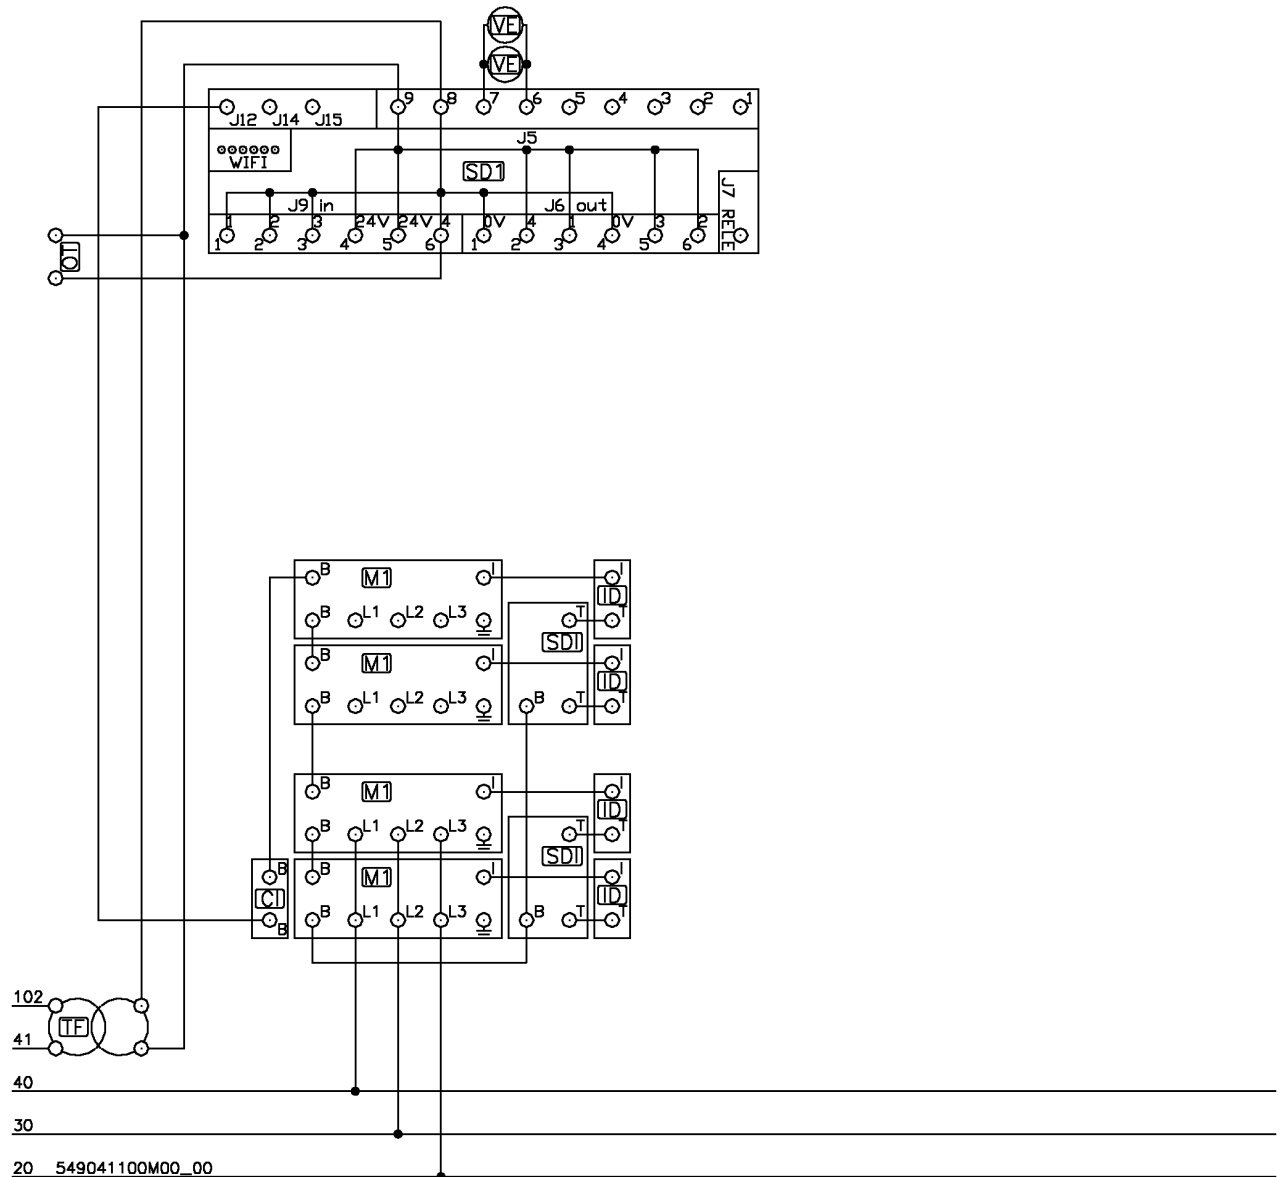 VE
VE
9 8 7 6 5 4 3 2 1
J12 J14 J15
J5
WIFI
SD1
J7 RELE
J9 in J6 out
1 2 3 24V 24V 4 0V 4 1 0V 3 2
1 2 3 4 5 6 1 2 3 4 5 6
B M1 I I
ID
B L1 L2 L3 T T
SDI
B M1 I I
ID
B L1 L2 L3 B T T
B M1 I I
ID
B L1 L2 L3 T T
SDI
B B M1 I I
CI ID
B B L1 L2 L3 B T T
102
TF
41
40
30
20 549041100M00_00